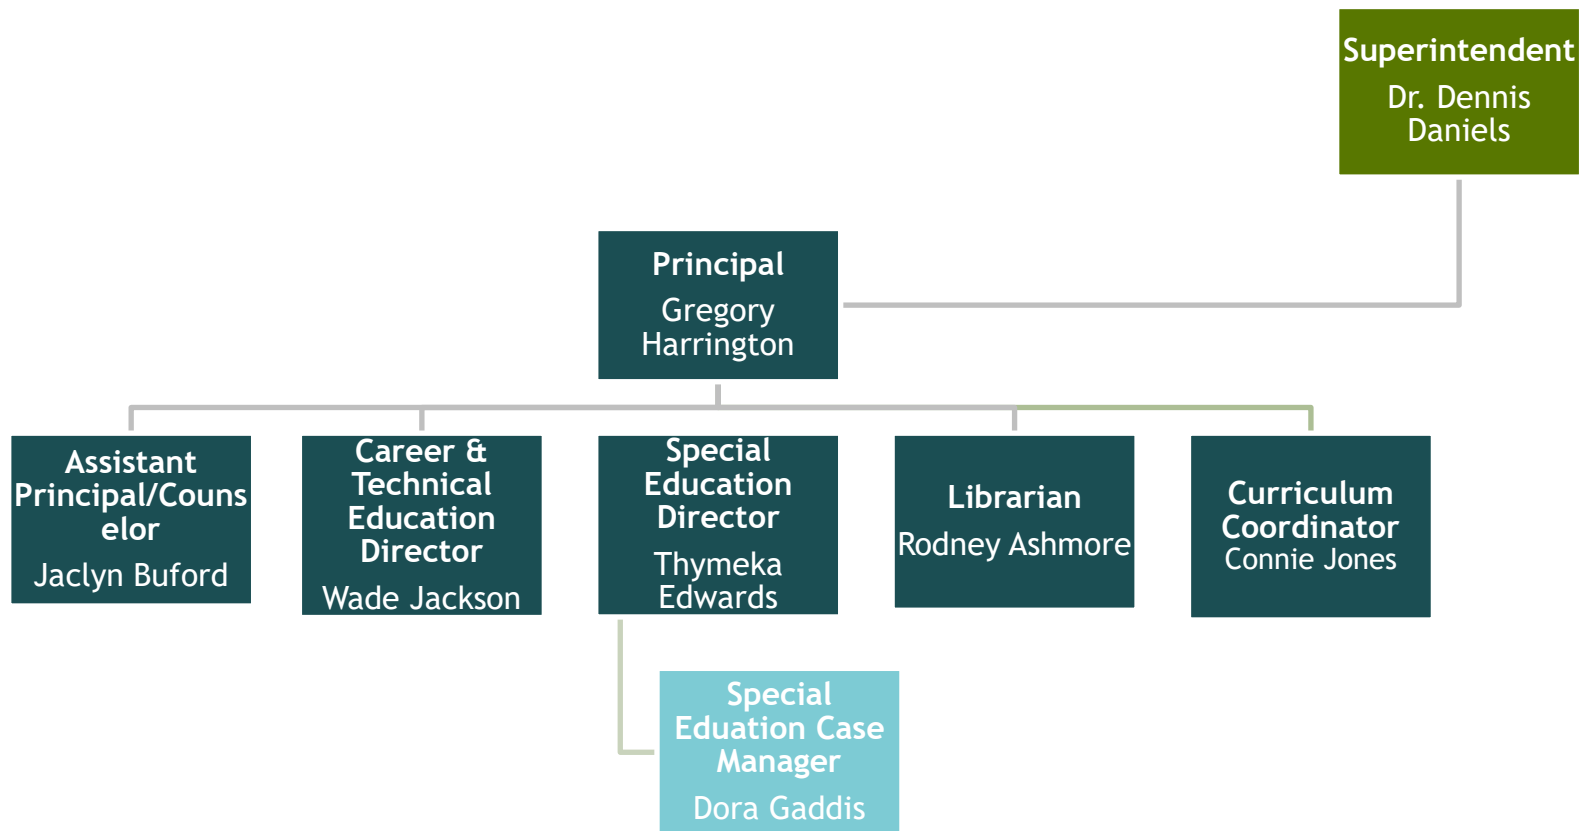 Superintendent
Dr. Dennis
Daniels
Principal
Gregory
Harrington
Assistant
Principal/Couns
elor
Jaclyn Buford
Career &
Technical
Education
Director
Wade Jackson
Special
Education
Director
Thymeka
Edwards
Librarian
Rodney Ashmore
Curriculum
Coordinator
Connie Jones
Special
Eduation Case
Manager
Dora Gaddis